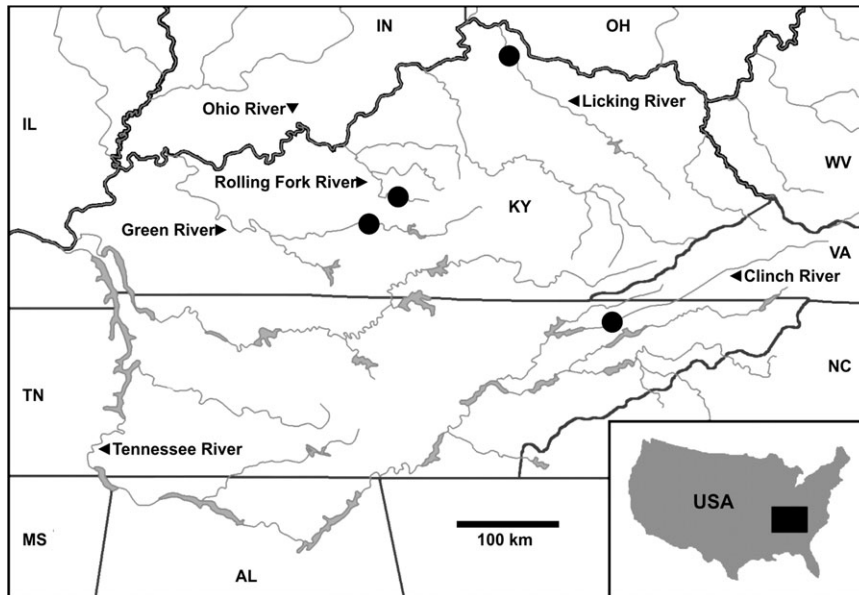 IN
OH
Ohio River
Licking River
IL
WV
Rolling Fork River
KY
Green River
VA
Clinch River
NC
TN
Tennessee River
USA
100 km
MS
AL